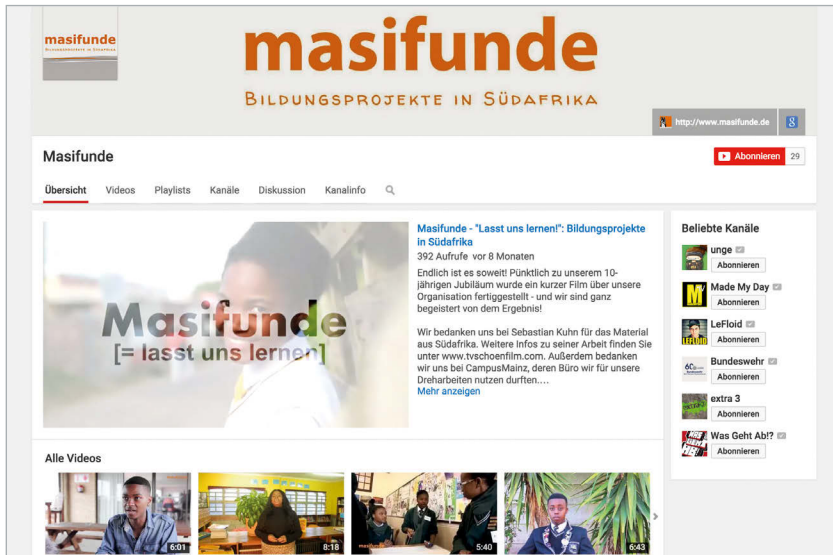 masifunde
BILDUNGSPROJEKTE IN SÜDAFRIKA
masifunde
BILDUNGSPROJEKTE IN SÜDAFRIKA
http://www.masifunde.de
8
Masifunde
Abonnieren 29
Übersicht Videos Playlists Kanäle Diskussion Kanalinfo
Masifunde
[= lasst uns lernen]
Masifunde - "Lasst uns lernen!": Bildungsprojekte
in Südafrika
392 Aufrufe vor 8 Monaten
Endlich ist es soweit! Pünktlich zu unserem 10-
jährigen Jubiläum wurde ein kurzer Film über unsere
Organisation fertiggestellt - und wir sind ganz
begeistert von dem Ergebnis!
Wir bedanken uns bei Sebastian Kuhn für das Material
aus Südafrika. Weitere Infos zu seiner Arbeit finden Sie
unter www.tvschoenfilm.com. Außerdem bedanken
wir uns bei CampusMainz, deren Büro wir für unsere
Dreharbeiten nutzen durften....
Mehr anzeigen
Beliebte Kanäle
unge
Abonnieren
Made My Day
Abonnieren
LeFloid
LEFLOID
Abonnieren
Bundeswehr
Abonnieren
extra 3
Abonnieren
Was Geht Ab!?
Abonnieren
Alle Videos
6:01
8:18
masifunde
5:40
6:43